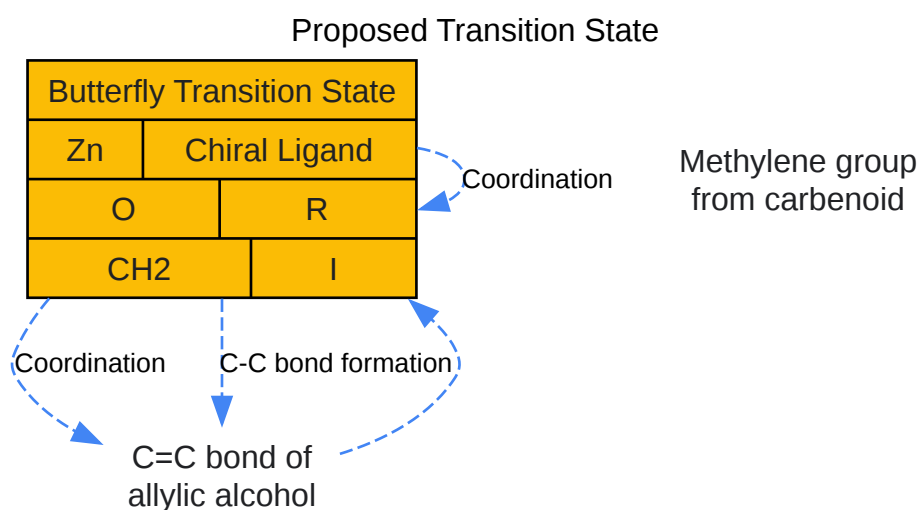 Proposed Transition State
Butterfly Transition State
Zn
Chiral Ligand
Coordination
Methylene group
from carbenoid
O
R
CH2
I
Coordination
C-C bond formation
C=C bond of
allylic alcohol